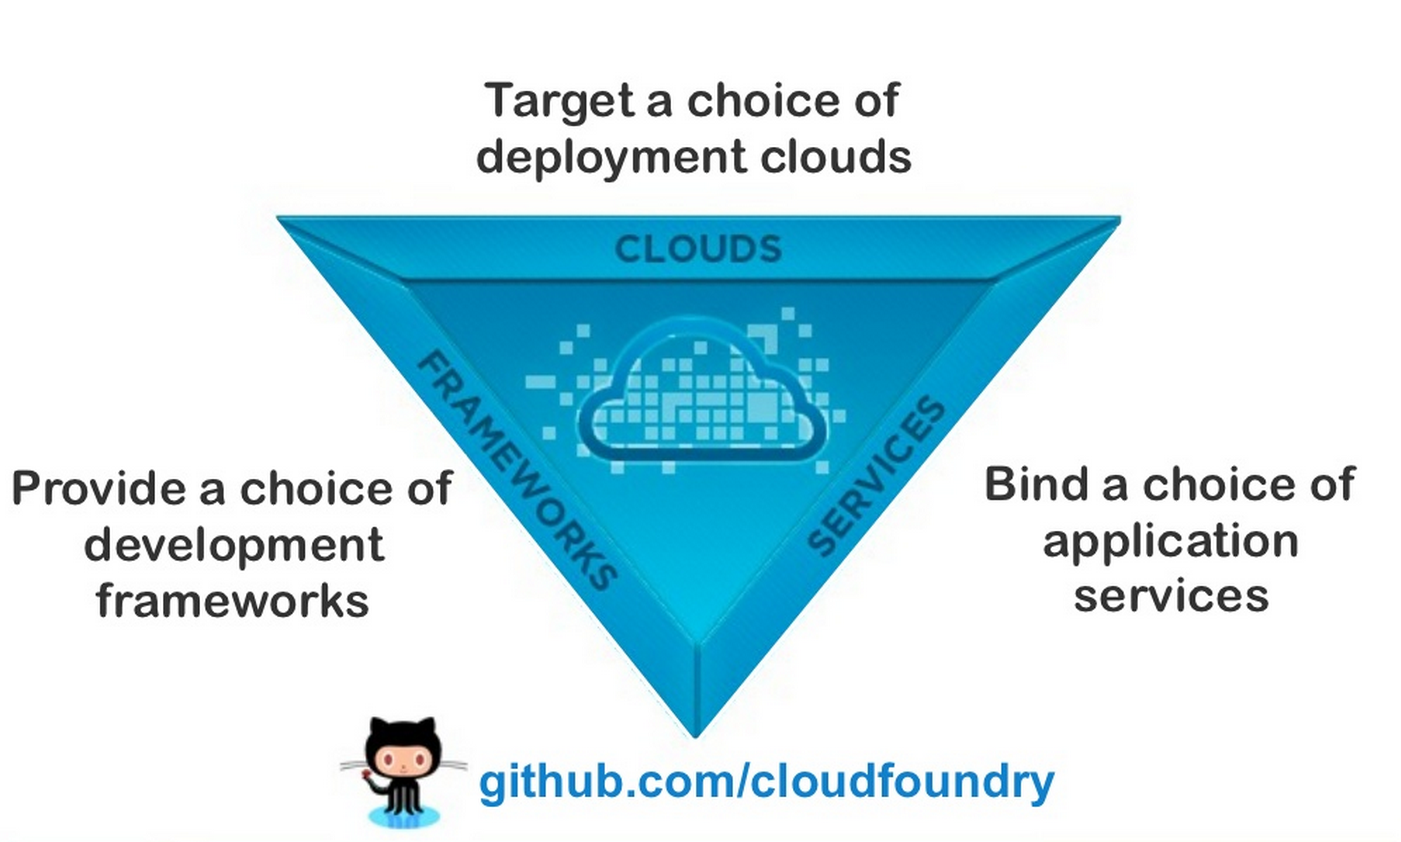 Target a choice of
deployment clouds
CLOUDS
FRAMEWORKS
SERVICES
Provide a choice of
development
frameworks
Bind a choice of
application
services
github.com/cloudfoundry